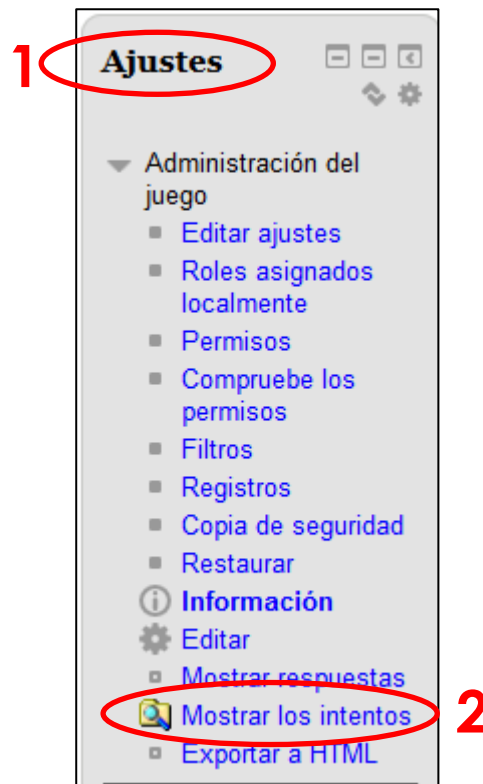 1 Ajustes
Administración del
juego
Editar ajustes
Roles asignados
localmente
Permisos
Compruebe los
permisos
Filtros
Registros
Copia de seguridad
Restaurar
Información
Editar
Mostrar respuestas
Mostrar los intentos 2
Exportar a HTML